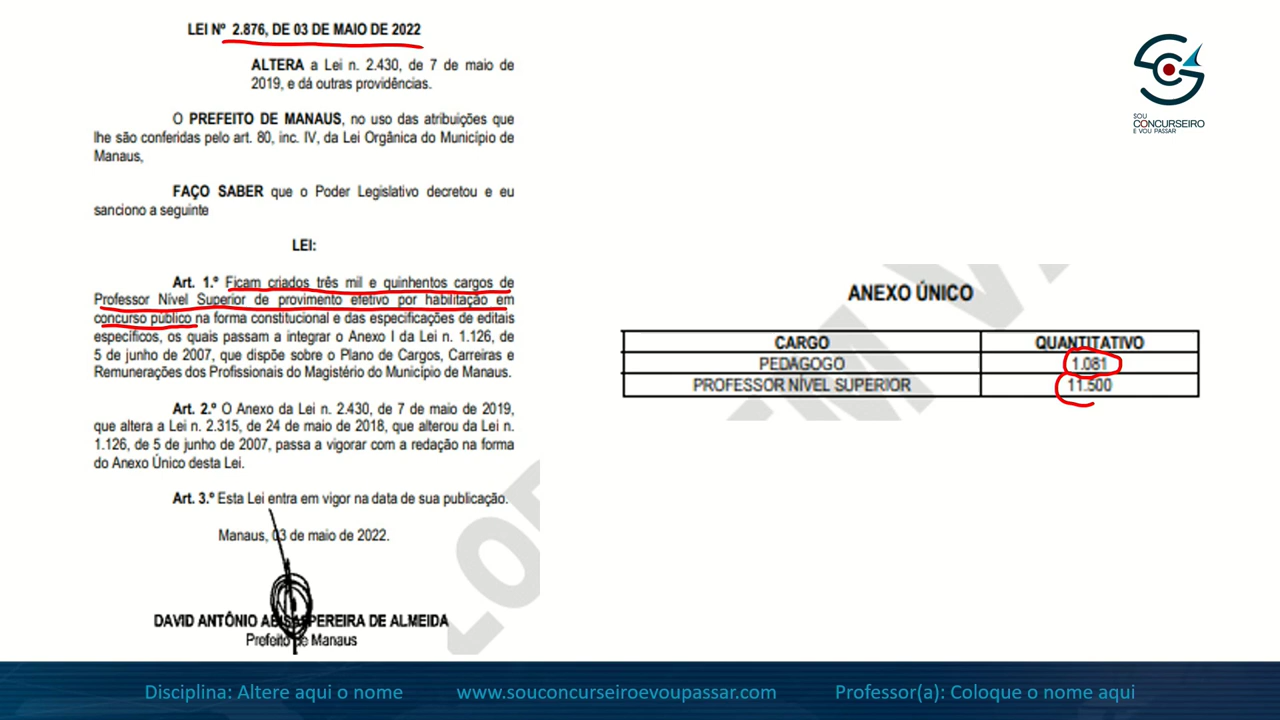 LEI Nº 2.876, DE 03 DE MAIO DE 2022
ALTERA a Lei n. 2.430, de 7 de maio de
2019, e dá outras providências.
O PREFEITO DE MANAUS, no uso das atribuições que
lhe são conferidas pelo art. 80, inc. IV, da Lei Orgânica do Município de
Manaus,
FAÇO SABER que o Poder Legislativo decretou e eu
sanciono a seguinte
LEI:
Art. 1.º Ficam criados três mil e quinhentos cargos de
Professor Nível Superior de provimento efetivo por habilitação em
concurso público na forma constitucional e das especificações de editais
específicos, os quais passam a integrar o Anexo I da Lei n. 1.126, de
5 de junho de 2007, que dispõe sobre o Plano de Cargos, Carreiras e
Remunerações dos Profissionais do Magistério do Município de Manaus.
Art. 2.º O Anexo da Lei n. 2.430, de 7 de maio de 2019,
que altera a Lei n. 2.315, de 24 de maio de 2018, que alterou da Lei n.
1.126, de 5 de junho de 2007, passa a vigorar com a redação na forma
do Anexo Único desta Lei.
Art. 3.º Esta Lei entra em vigor na data de sua publicação.
Manaus, 03 de maio de 2022.
DAVID ANTÔNIO ABISAI PEREIRA DE ALMEIDA
Prefeito de Manaus
SOU
CONCURSEIRO
E VOU PASSAR
ANEXO ÚNICO
CARGO QUANTITATIVO
PEDAGOGO 1.081
PROFESSOR NÍVEL SUPERIOR 11.500
Disciplina: Altere aqui o nome www.souconcurseiroevoupassar.com Professor(a): Coloque o nome aqui